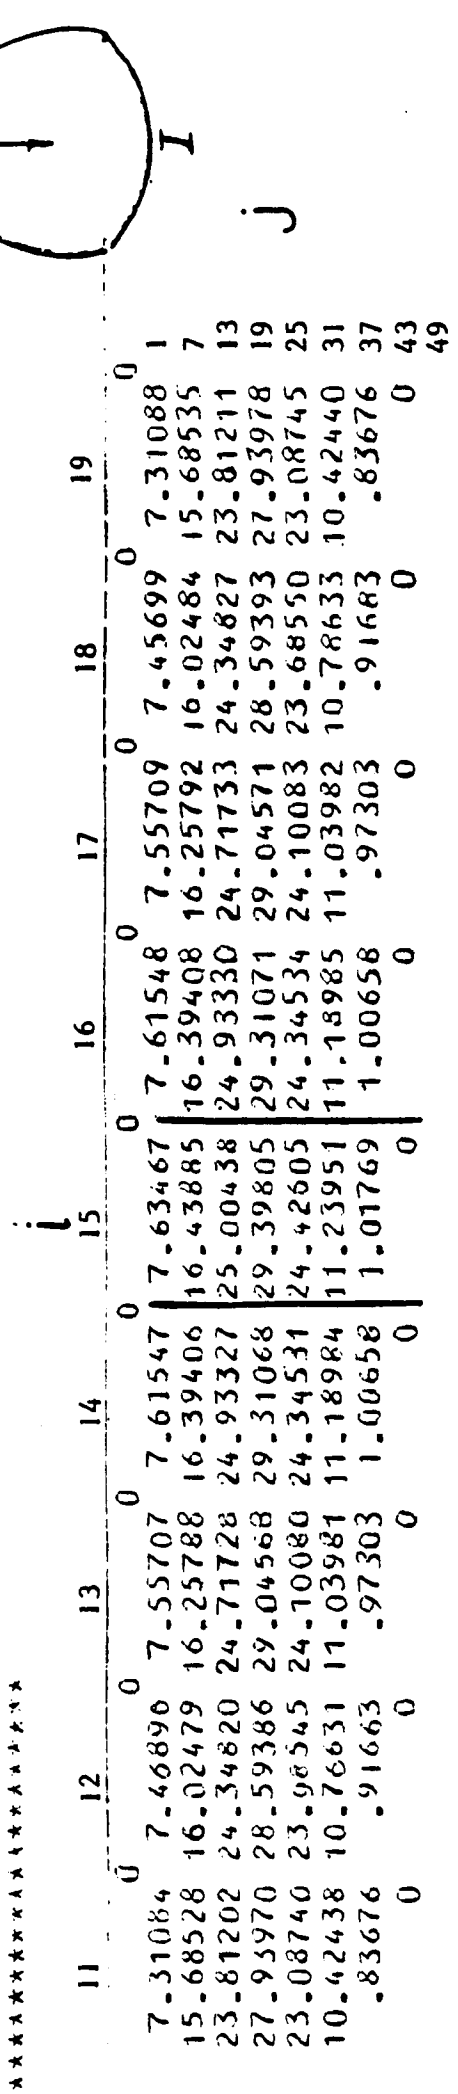 *****************************
I
j
i
11 12 13 14 15 16 17 18 19
0 0 0 0 0 0 0 0 0
7.31084 7.46896 7.55707 7.61547 7.63467 7.61548 7.55709 7.45699 7.31088 1
15.68528 16.02479 16.25788 16.39406 16.43885 16.39408 16.25792 16.02484 15.68535 7
23.81202 24.34820 24.71728 24.93327 25.00438 24.93330 24.71733 24.34827 23.81211 13
27.93970 28.59386 29.04568 29.31068 29.39805 29.31071 29.04571 28.59393 27.93978 19
23.08740 23.98545 24.10080 24.34531 24.42605 24.34534 24.10083 23.68550 23.08745 25
10.42438 10.76631 11.03981 11.18984 11.23951 11.18985 11.03982 10.78633 10.42440 31
.83676 .91663 .97303 1.00658 1.01769 1.00658 .97303 .91683 .83676 37
0 0 0 0 0 0 0 0 0 43
49